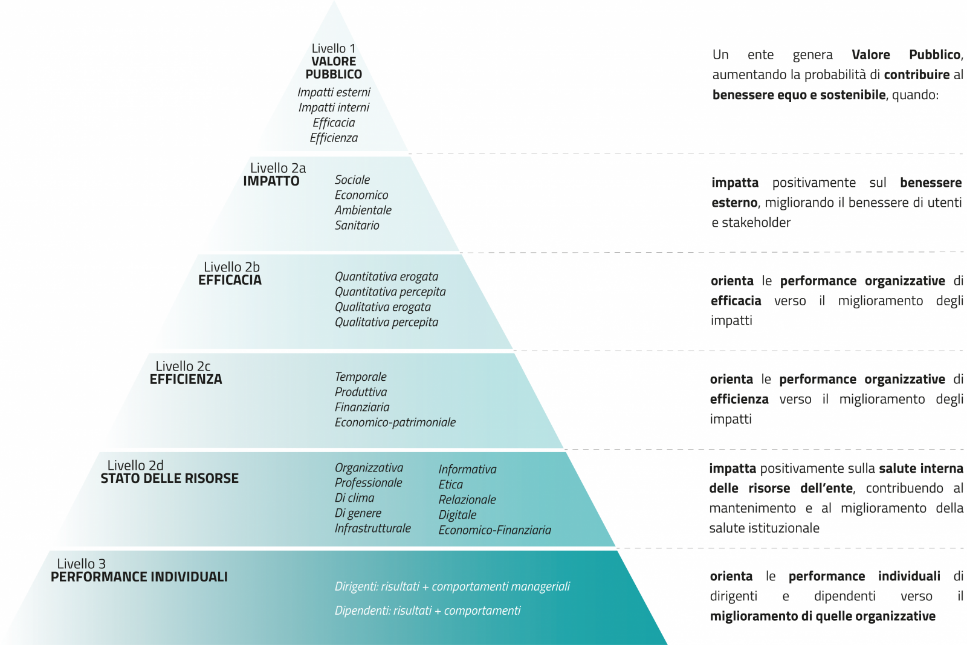 Livello 1
VALORE
PUBBLICO
Impatti esterni
Impatti interni
Efficacia
Efficienza
Un ente genera Valore Pubblico,
aumentando la probabilità di contribuire al
benessere equo e sostenibile, quando:
Livello 2a
IMPATTO
Sociale
Economico
Ambientale
Sanitario
impatta positivamente sul benessere
esterno, migliorando il benessere di utenti
e stakeholder
Livello 2b
EFFICACIA
Quantitativa erogata
Quantitativa percepita
Qualitativa erogata
Qualitativa percepita
orienta le performance organizzative di
efficacia verso il miglioramento degli
impatti
Livello 2c
EFFICIENZA
Temporale
Produttiva
Finanziaria
Economico-patrimoniale
orienta le performance organizzative di
efficienza verso il miglioramento degli
impatti
Livello 2d
STATO DELLE RISORSE
Organizzativa
Professionale
Di clima
Di genere
Infrastrutturale
Informativa
Etica
Relazionale
Digitale
Economico-Finanziaria
impatta positivamente sulla salute interna
delle risorse dell'ente, contribuendo al
mantenimento e al miglioramento della
salute istituzionale
Livello 3
PERFORMANCE INDIVIDUALI
Dirigenti: risultati + comportamenti manageriali
Dipendenti: risultati + comportamenti
orienta le performance individuali di
dirigenti e dipendenti verso il
miglioramento di quelle organizzative